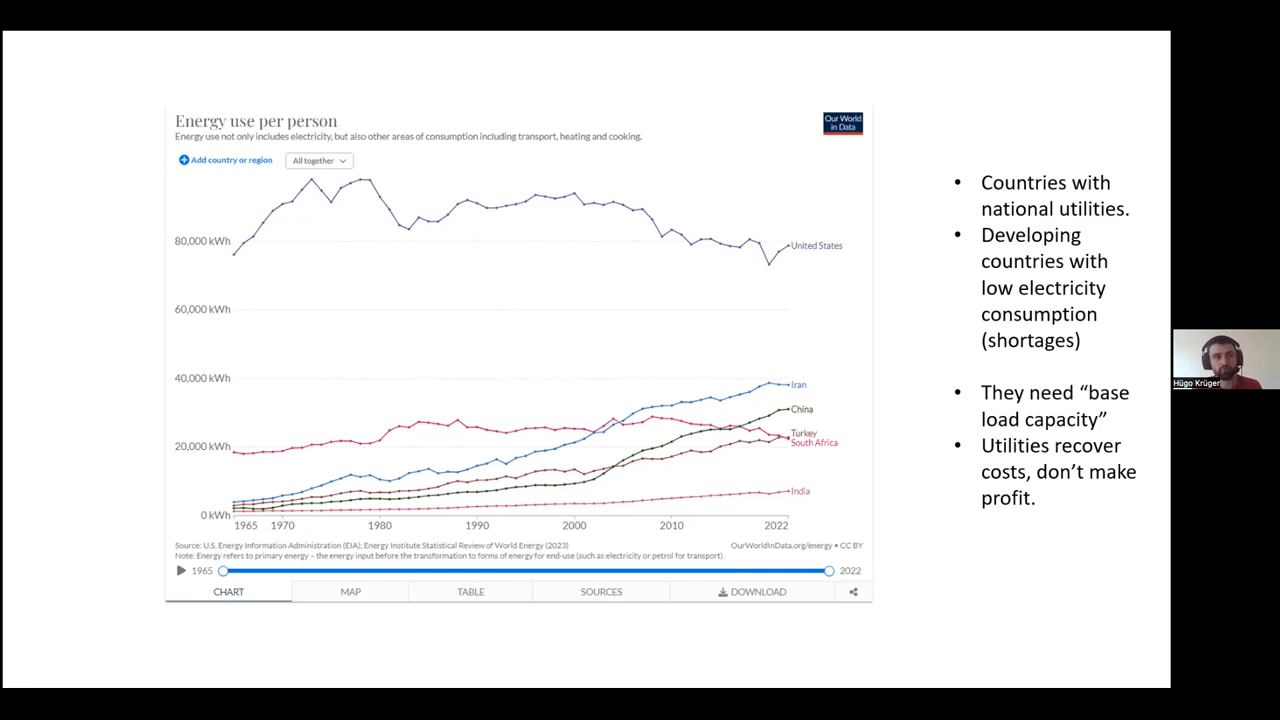 Energy use per person
Energy use not only includes electricity, but also other areas of consumption including transport, heating and cooking.
Our World
in Data
Add country or region
All together
80,000 kWh
60,000 kWh
40,000 kWh
20,000 kWh
0 kWh
United States
Iran
China
Turkey
South Africa
India
1965 1970 1980 1990 2000 2010 2022
Source: U.S. Energy Information Administration (EIA); Energy Institute Statistical Review of World Energy (2023)
OurWorldInData.org/energy • CC BY
Note: Energy refers to primary energy – the energy input before the transformation to forms of energy for end-use (such as electricity or petrol for transport).
1965 2022
CHART MAP TABLE SOURCES DOWNLOAD
• Countries with
national utilities.
• Developing
countries with
low electricity
consumption
(shortages)
• They need “base
load capacity”
• Utilities recover
costs, don’t make
profit.
Hügo Krüger